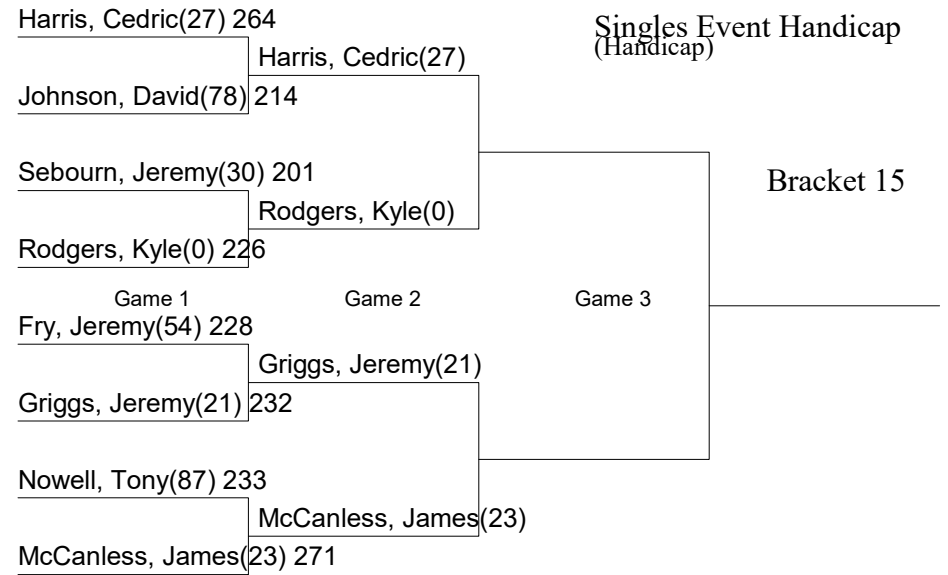 Harris, Cedric(27) 264
Singles Event Handicap
(Handicap)
Harris, Cedric(27)
Johnson, David(78) 214
Sebourn, Jeremy(30) 201
Bracket 15
Rodgers, Kyle(0)
Rodgers, Kyle(0) 226
Game 1
Game 2
Game 3
Fry, Jeremy(54) 228
Griggs, Jeremy(21)
Griggs, Jeremy(21) 232
Nowell, Tony(87) 233
McCanless, James(23)
McCanless, James(23) 271